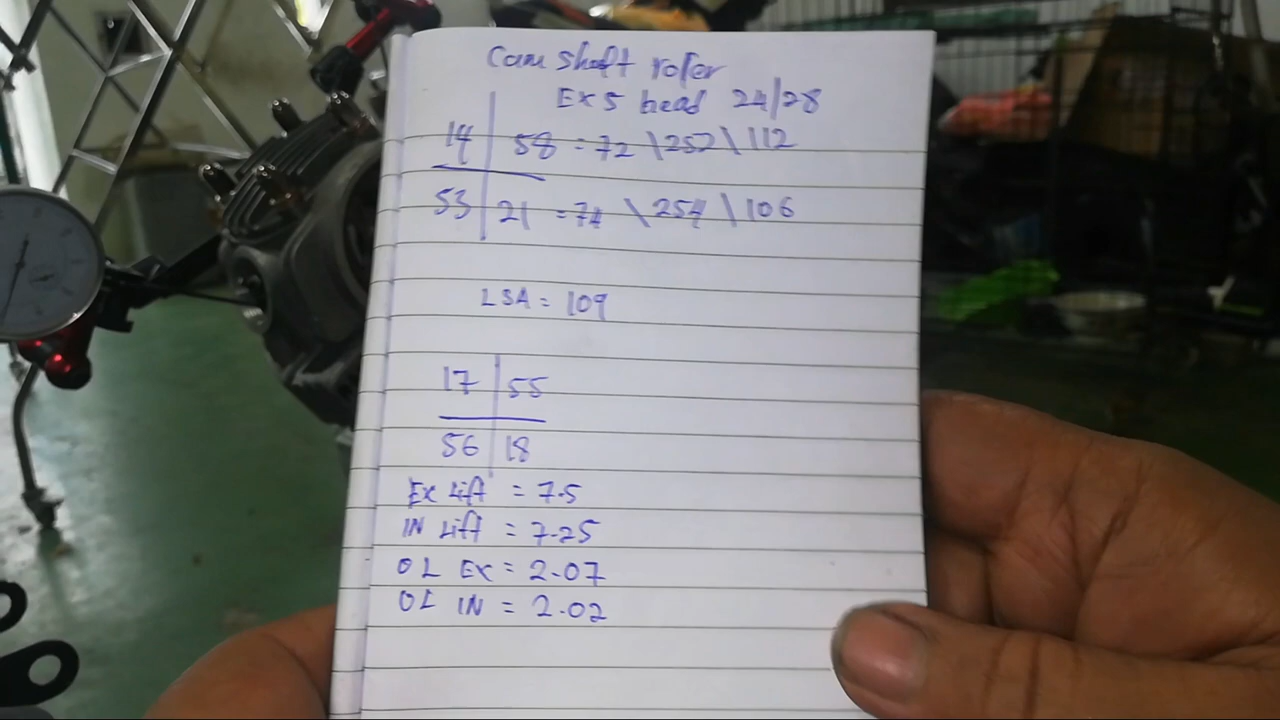 Cam shaft roler
Ex5 head 24/28
14 | 58 = 72 \ 252 \ 112
53 | 21 = 74 \ 254 \ 106
LSA = 109
17 | 55
56 | 18
EX Lift = 7.5
IN Lift = 7.25
OL EX = 2.07
OL IN = 2.02